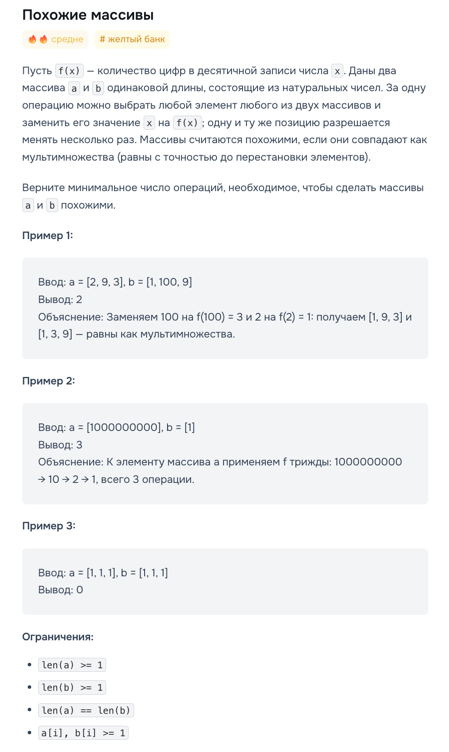 Похожие массивы
🔥🔥 средне # желтый банк
Пусть f(x) — количество цифр в десятичной записи числа x. Даны два
массива a и b одинаковой длины, состоящие из натуральных чисел. За одну
операцию можно выбрать любой элемент любого из двух массивов и
заменить его значение x на f(x); одну и ту же позицию разрешается
менять несколько раз. Массивы считаются похожими, если они совпадают как
мультимножества (равны с точностью до перестановки элементов).
Верните минимальное число операций, необходимое, чтобы сделать массивы
a и b похожими.
Пример 1:
Ввод: a = [2, 9, 3], b = [1, 100, 9]
Вывод: 2
Объяснение: Заменяем 100 на f(100) = 3 и 2 на f(2) = 1: получаем [1, 9, 3] и
[1, 3, 9] — равны как мультимножества.
Пример 2:
Ввод: a = [1000000000], b = [1]
Вывод: 3
Объяснение: К элементу массива a применяем f трижды: 1000000000
→ 10 → 2 → 1, всего 3 операции.
Пример 3:
Ввод: a = [1, 1, 1], b = [1, 1, 1]
Вывод: 0
Ограничения:
• len(a) >= 1
• len(b) >= 1
• len(a) == len(b)
• a[i], b[i] >= 1